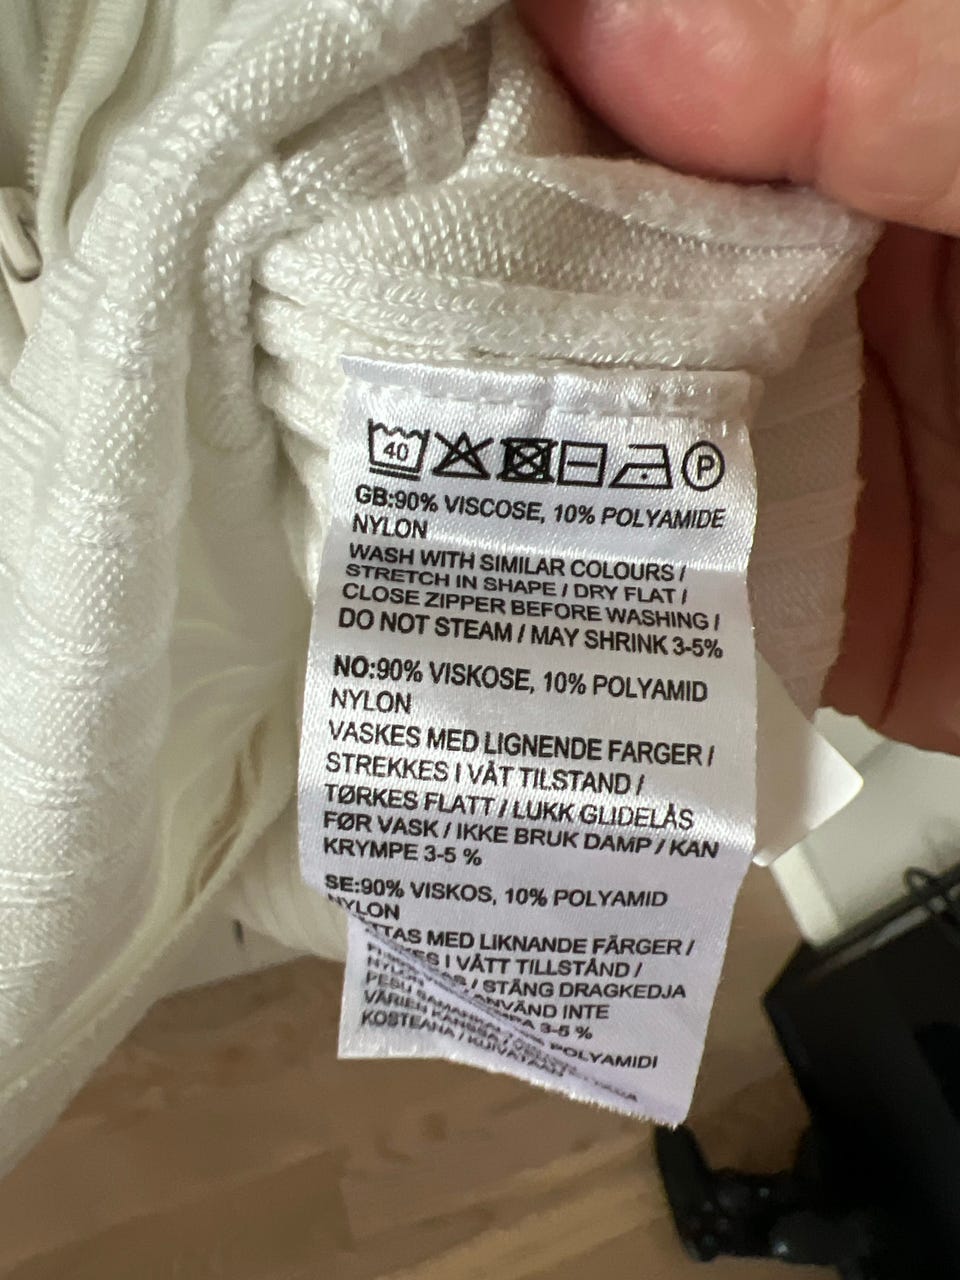 40 P
GB:90% VISCOSE, 10% POLYAMIDE
NYLON
WASH WITH SIMILAR COLOURS /
STRETCH IN SHAPE / DRY FLAT /
CLOSE ZIPPER BEFORE WASHING /
DO NOT STEAM / MAY SHRINK 3-5%
NO:90% VISKOSE, 10% POLYAMID
NYLON
VASKES MED LIGNENDE FARGER /
STREKKES I VÅT TILSTAND /
TØRKES FLATT / LUKK GLIDELÅS
FØR VASK / IKKE BRUK DAMP / KAN
KRYMPE 3-5 %
SE:90% VISKOS, 10% POLYAMID
NYLON
MED LIKNANDE FÄRGER /
I VÅTT TILLSTÅND /
/ STÄNG DRAGKEDJA
ANVÄND INTE
3-5 %
POLYAMIDI